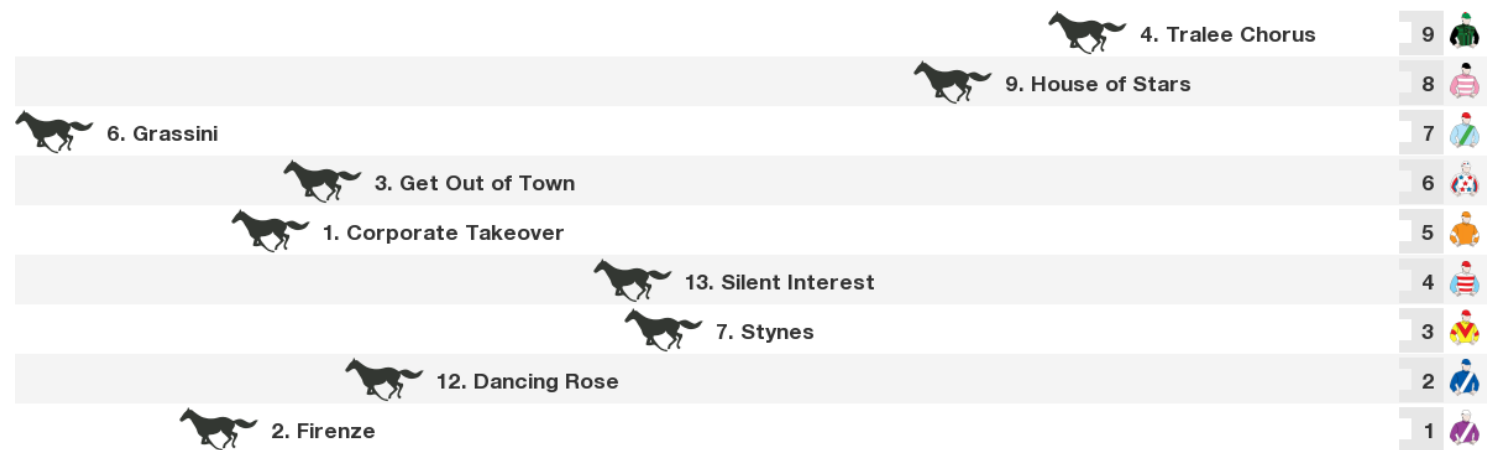 4. Tralee Chorus 9
9. House of Stars 8
6. Grassini 7
3. Get Out of Town 6
1. Corporate Takeover 5
13. Silent Interest 4
7. Stynes 3
12. Dancing Rose 2
2. Firenze 1